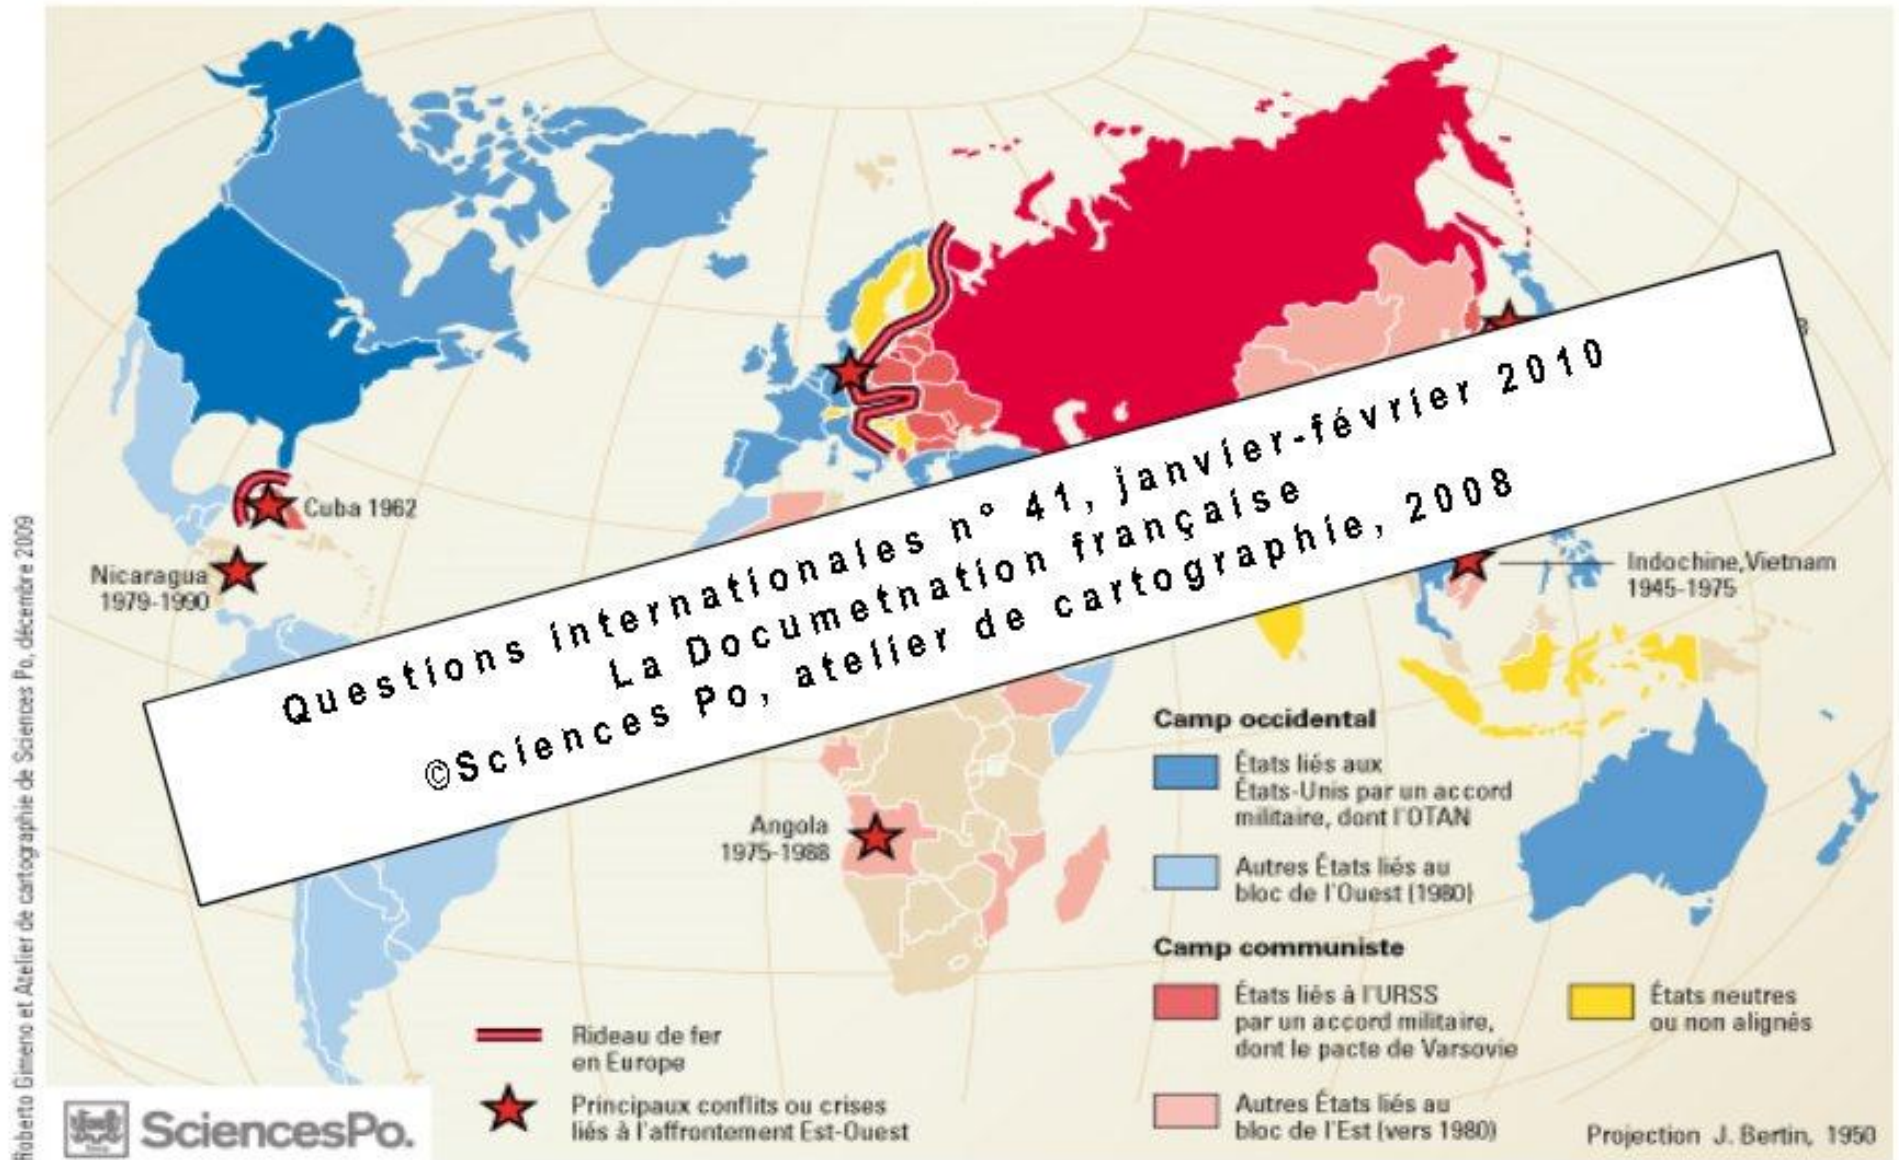 Roberto Gimeno et Atelier de cartographie de Sciences Po, décembre 2009
Cuba 1962
Nicaragua
1979-1990
Questions internationales n° 41, janvier-février 2010
La Documetnation française
©Sciences Po, atelier de cartographie, 2008
Indochine, Vietnam
1945-1975
Angola
1975-1988
Camp occidental
États liés aux
États-Unis par un accord
militaire, dont l'OTAN
Autres États liés au
bloc de l'Ouest (1980)
Camp communiste
États liés à l'URSS
par un accord militaire,
dont le pacte de Varsovie
Autres États liés au
bloc de l'Est (vers 1980)
États neutres
ou non alignés
Rideau de fer
en Europe
Principaux conflits ou crises
liés à l'affrontement Est-Ouest
SciencesPo.
Projection J. Bertin, 1950